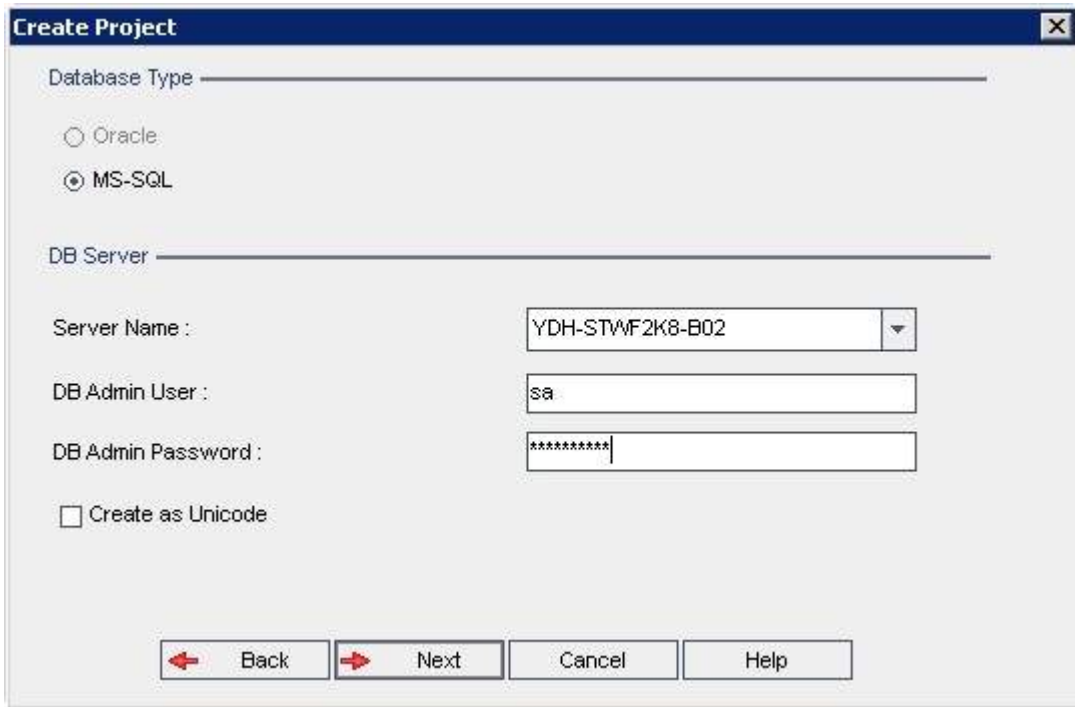 Create Project
Database Type
Oracle
MS-SQL
DB Server
Server Name :
YDH-STWF2K8-B02
DB Admin User :
sa
DB Admin Password :
**********
Create as Unicode
Back Next Cancel Help